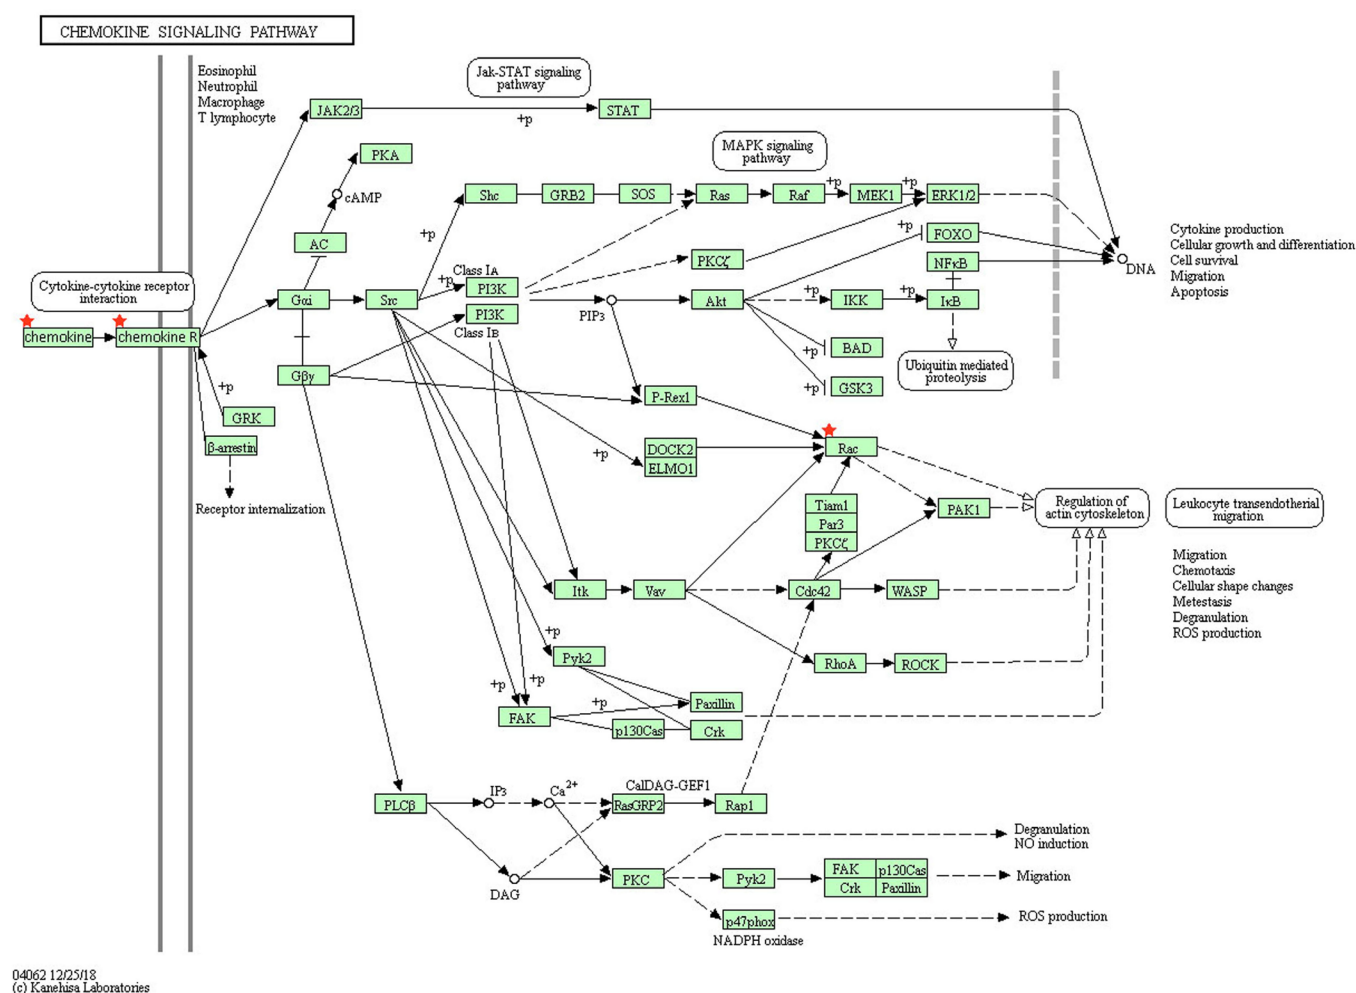 CHEMOKINE SIGNALING PATHWAY
Eosinophil
Neutrophil
Macrophage
T lymphocyte
Jak-STAT signaling
pathway
JAK2/3
+p
STAT
MAPK signaling
pathway
PKA
cAMP
AC
Shc
GRB2
SOS
Ras
Raf
+p
MEK1
+p
ERK1/2
+p
+p
FOXO
Cytokine production
Cellular growth and differentiation
Cell survival
Migration
Apoptosis
Class IA
PKCζ
NFκB
DNA
Cytokine-cytokine receptor
interaction
Gαi
Src
+p
PI3K
PI3K
Class IB
PIP3
Akt
+p
IKK
+p
IκB
chemokine
chemokine R
+p
BAD
Ubiquitin mediated
proteolysis
Gβγ
+p
GSK3
+p
GRK
P-Rex1
β-arrestin
+p
DOCK2
ELMO1
Rac
Receptor internalization
Tiam1
Par3
PKCζ
PAK1
Regulation of
actin cytoskeleton
Leukocyte transendotherial
migration
Migration
Chemotaxis
Cellular shape changes
Metestasis
Degranulation
ROS production
Itk
Vav
Cdc42
WASP
+p
Pyk2
RhoA
ROCK
+p
+p
+p
Paxillin
FAK
p130Cas
Crk
PLCβ
IP3
Ca2+
CalDAG-GEF1
RasGRP2
Rap1
Degranulation
NO induction
DAG
PKC
Pyk2
FAK
p130Cas
Crk
Paxillin
Migration
p47phox
NADPH oxidase
ROS production
04062 12/25/18
(c) Kanehisa Laboratories